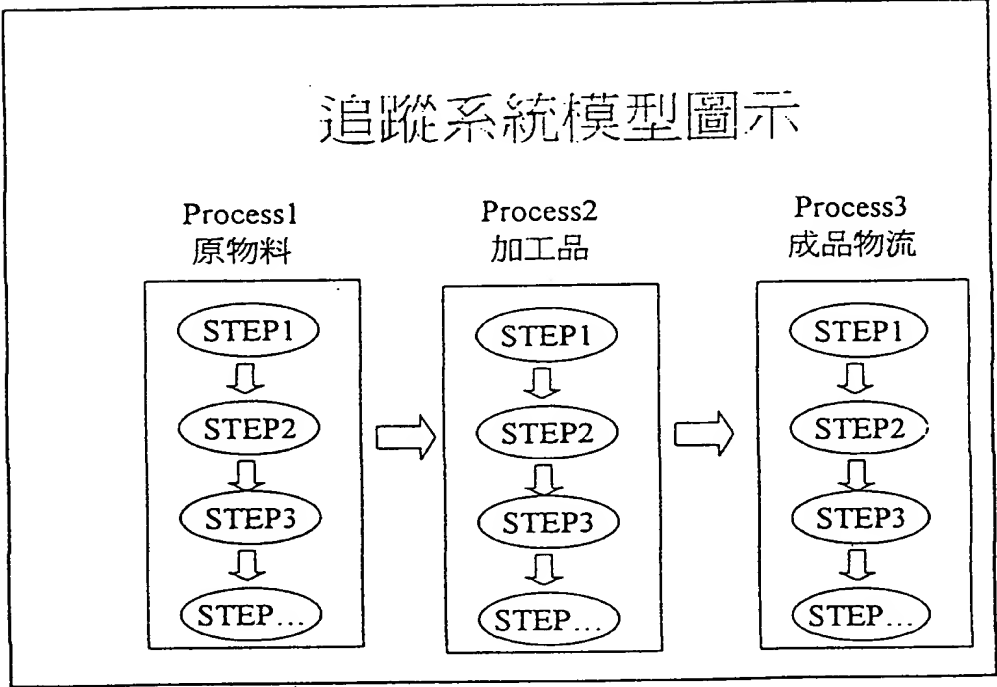 追蹤系統模型圖示
Process1
原物料
STEP1
STEP2
STEP3
STEP...
Process2
加工品
STEP1
STEP2
STEP3
STEP...
Process3
成品物流
STEP1
STEP2
STEP3
STEP...